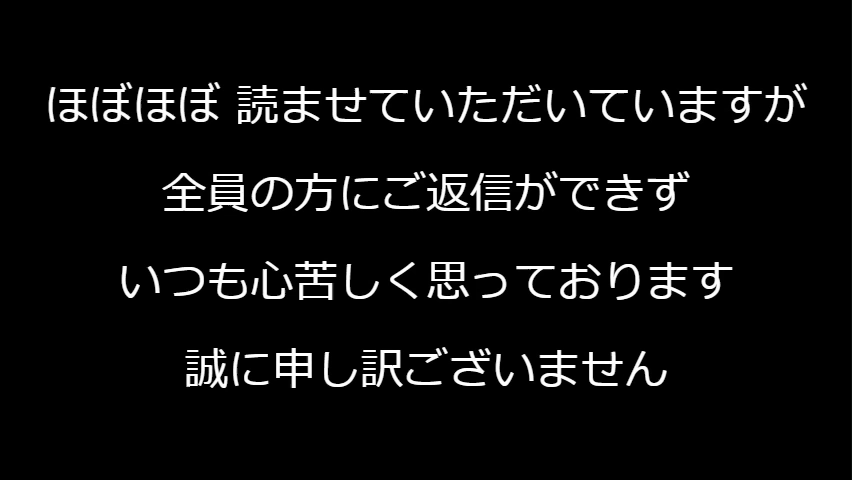 ほぼほぼ 読ませていただいていますが
全員の方にご返信ができず
いつも心苦しく思っております
誠に申し訳ございません